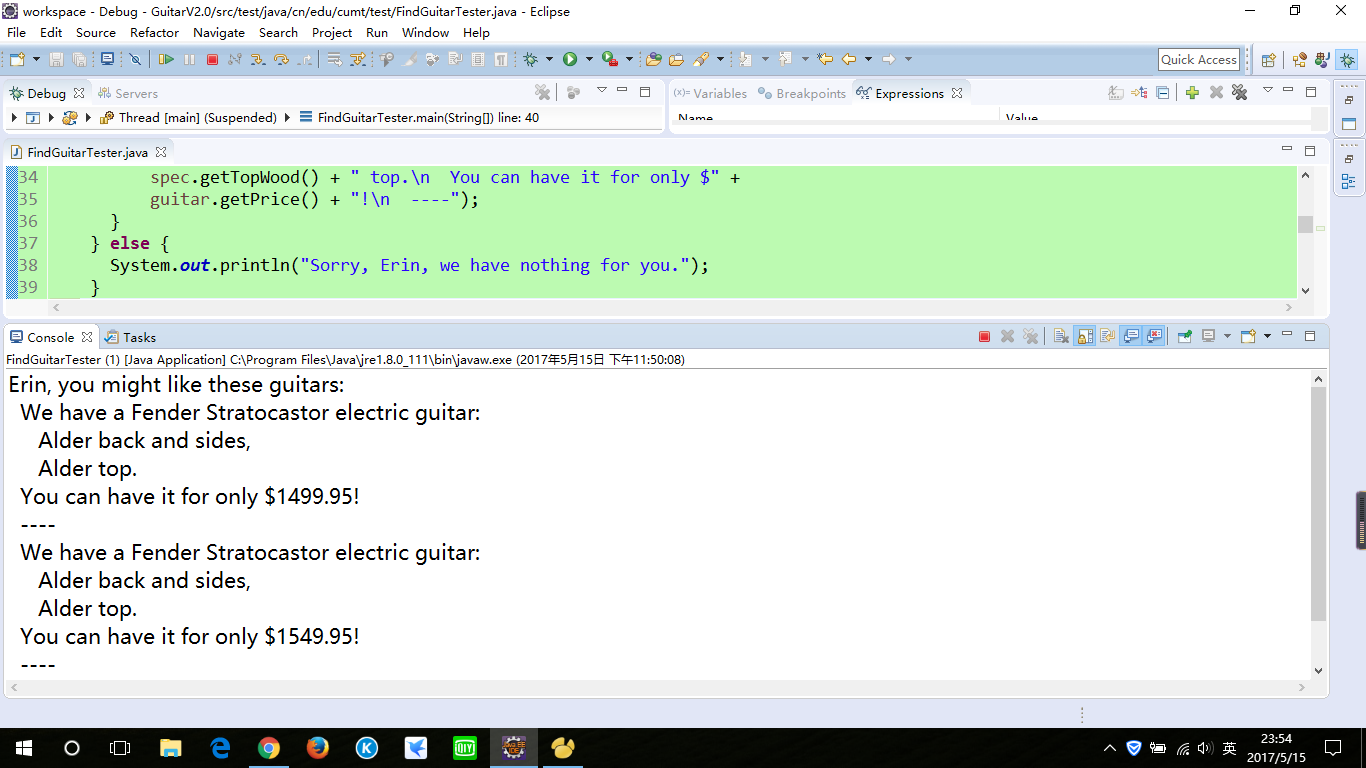 workspace - Debug - GuitarV2.0/src/test/java/cn/edu/cumt/test/FindGuitarTester.java - Eclipse
File Edit Source Refactor Navigate Search Project Run Window Help
Quick Access
Debug Servers
(x)= Variables Breakpoints Expressions
Thread [main] (Suspended) FindGuitarTester.main(String[]) line: 40
Name Value
FindGuitarTester.java
34 spec.getTopWood() + " top.\n  You can have it for only $" +
35 guitar.getPrice() + "!\n  ----");
36 }
37 } else {
38 System.out.println("Sorry, Erin, we have nothing for you.");
39 }
Console Tasks
FindGuitarTester (1) [Java Application] C:\Program Files\Java\jre1.8.0_111\bin\javaw.exe (2017年5月15日 下午11:50:08)
Erin, you might like these guitars:
We have a Fender Stratocastor electric guitar:
Alder back and sides,
Alder top.
You can have it for only $1499.95!
----
We have a Fender Stratocastor electric guitar:
Alder back and sides,
Alder top.
You can have it for only $1549.95!
----
QIY
JAVA EE
IDE
英
23:54
2017/5/15